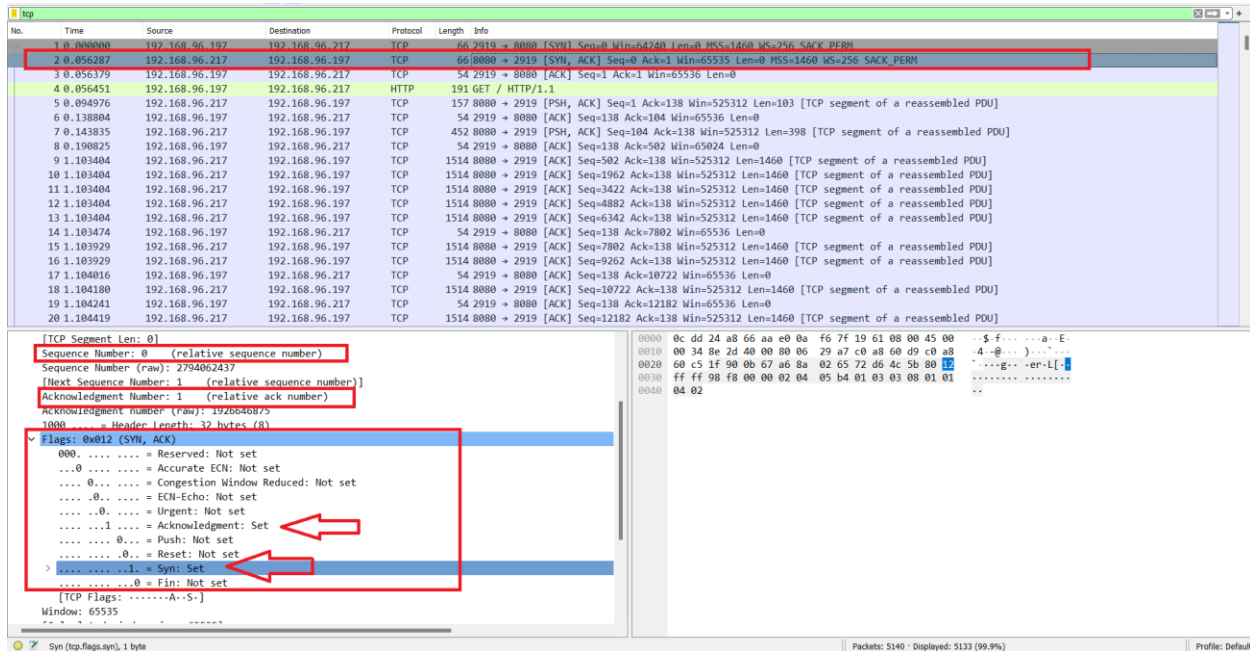 tcp
No. Time Source Destination Protocol Length Info
1 0.000000 192.168.96.197 192.168.96.217 TCP 66 2919 → 8080 [SYN] Seq=0 Win=64240 Len=0 MSS=1460 WS=256 SACK_PERM
2 0.056287 192.168.96.217 192.168.96.197 TCP 66 8080 → 2919 [SYN, ACK] Seq=0 Ack=1 Win=65535 Len=0 MSS=1460 WS=256 SACK_PERM
3 0.056379 192.168.96.197 192.168.96.217 TCP 54 2919 → 8080 [ACK] Seq=1 Ack=1 Win=65536 Len=0
4 0.056451 192.168.96.197 192.168.96.217 HTTP 191 GET / HTTP/1.1
5 0.094976 192.168.96.217 192.168.96.197 TCP 157 8080 → 2919 [PSH, ACK] Seq=1 Ack=138 Win=525312 Len=103 [TCP segment of a reassembled PDU]
6 0.138804 192.168.96.197 192.168.96.217 TCP 54 2919 → 8080 [ACK] Seq=138 Ack=104 Win=65536 Len=0
7 0.143835 192.168.96.217 192.168.96.197 TCP 452 8080 → 2919 [PSH, ACK] Seq=104 Ack=138 Win=525312 Len=398 [TCP segment of a reassembled PDU]
8 0.190825 192.168.96.197 192.168.96.217 TCP 54 2919 → 8080 [ACK] Seq=138 Ack=502 Win=65024 Len=0
9 1.103404 192.168.96.217 192.168.96.197 TCP 1514 8080 → 2919 [ACK] Seq=502 Ack=138 Win=525312 Len=1460 [TCP segment of a reassembled PDU]
10 1.103404 192.168.96.217 192.168.96.197 TCP 1514 8080 → 2919 [ACK] Seq=1962 Ack=138 Win=525312 Len=1460 [TCP segment of a reassembled PDU]
11 1.103404 192.168.96.217 192.168.96.197 TCP 1514 8080 → 2919 [ACK] Seq=3422 Ack=138 Win=525312 Len=1460 [TCP segment of a reassembled PDU]
12 1.103404 192.168.96.217 192.168.96.197 TCP 1514 8080 → 2919 [ACK] Seq=4882 Ack=138 Win=525312 Len=1460 [TCP segment of a reassembled PDU]
13 1.103404 192.168.96.217 192.168.96.197 TCP 1514 8080 → 2919 [ACK] Seq=6342 Ack=138 Win=525312 Len=1460 [TCP segment of a reassembled PDU]
14 1.103474 192.168.96.197 192.168.96.217 TCP 54 2919 → 8080 [ACK] Seq=138 Ack=7802 Win=65536 Len=0
15 1.103929 192.168.96.217 192.168.96.197 TCP 1514 8080 → 2919 [ACK] Seq=7802 Ack=138 Win=525312 Len=1460 [TCP segment of a reassembled PDU]
16 1.103929 192.168.96.217 192.168.96.197 TCP 1514 8080 → 2919 [ACK] Seq=9262 Ack=138 Win=525312 Len=1460 [TCP segment of a reassembled PDU]
17 1.104016 192.168.96.197 192.168.96.217 TCP 54 2919 → 8080 [ACK] Seq=138 Ack=10722 Win=65536 Len=0
18 1.104180 192.168.96.217 192.168.96.197 TCP 1514 8080 → 2919 [ACK] Seq=10722 Ack=138 Win=525312 Len=1460 [TCP segment of a reassembled PDU]
19 1.104241 192.168.96.197 192.168.96.217 TCP 54 2919 → 8080 [ACK] Seq=138 Ack=12182 Win=65536 Len=0
20 1.104419 192.168.96.217 192.168.96.197 TCP 1514 8080 → 2919 [ACK] Seq=12182 Ack=138 Win=525312 Len=1460 [TCP segment of a reassembled PDU]
[TCP Segment Len: 0]
Sequence Number: 0 (relative sequence number)
Sequence Number (raw): 2794062437
[Next Sequence Number: 1 (relative sequence number)]
Acknowledgment Number: 1 (relative ack number)
Acknowledgment number (raw): 1926646875
1000 .... = Header Length: 32 bytes (8)
Flags: 0x012 (SYN, ACK)
000. .... .... = Reserved: Not set
...0 .... .... = Accurate ECN: Not set
.... 0... .... = Congestion Window Reduced: Not set
.... .0.. .... = ECN-Echo: Not set
.... ..0. .... = Urgent: Not set
.... ...1 .... = Acknowledgment: Set
.... .... 0... = Push: Not set
.... .... .0.. = Reset: Not set
.... .... ..1. = Syn: Set
.... .... ...0 = Fin: Not set
[TCP Flags: ·······A··S·]
Window: 65535
0000 0c dd 24 a8 66 aa e0 0a f6 7f 19 61 08 00 45 00 ··$·f··· ···a··E·
0010 00 34 8e 2d 40 00 80 06 29 a7 c0 a8 60 d9 c0 a8 ·4·-@··· )···`···
0020 60 c5 1f 90 0b 67 a6 8a 02 65 72 d6 4c 5b 80 12 `····g·· ·er·L[··
0030 ff ff 98 f8 00 00 02 04 05 b4 01 03 03 08 01 01 ········ ········
0040 04 02 ··
Syn (tcp.flags.syn), 1 byte
Packets: 5140 · Displayed: 5133 (99.9%)
Profile: Default